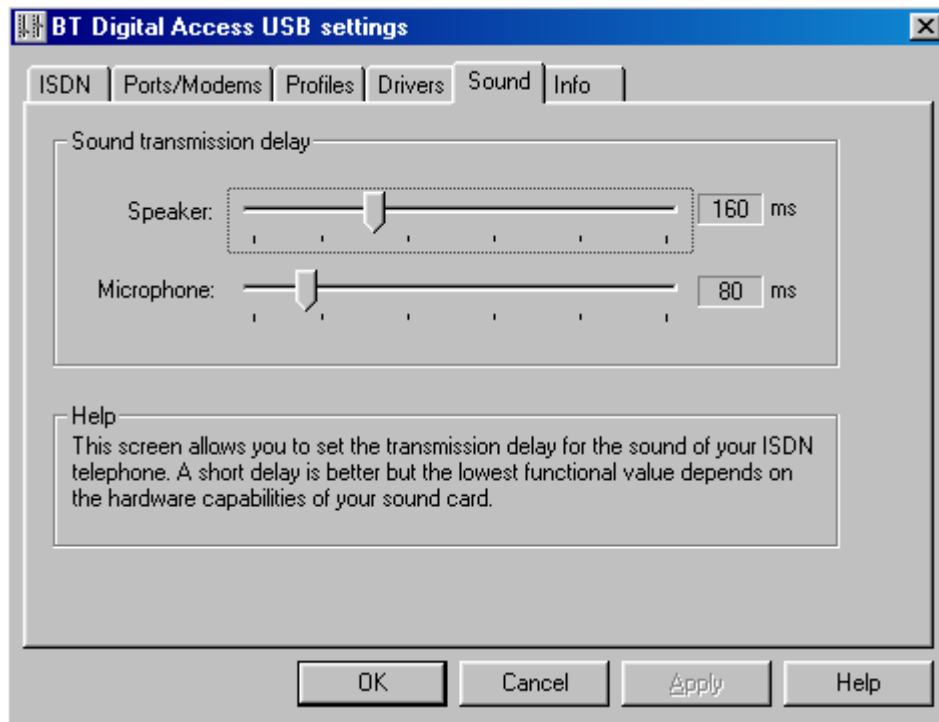 BT Digital Access USB settings
ISDN Ports/Modems Profiles Drivers Sound Info
Sound transmission delay
Speaker: 160 ms
Microphone: 80 ms
Help
This screen allows you to set the transmission delay for the sound of your ISDN
telephone. A short delay is better but the lowest functional value depends on
the hardware capabilities of your sound card.
OK Cancel Apply Help